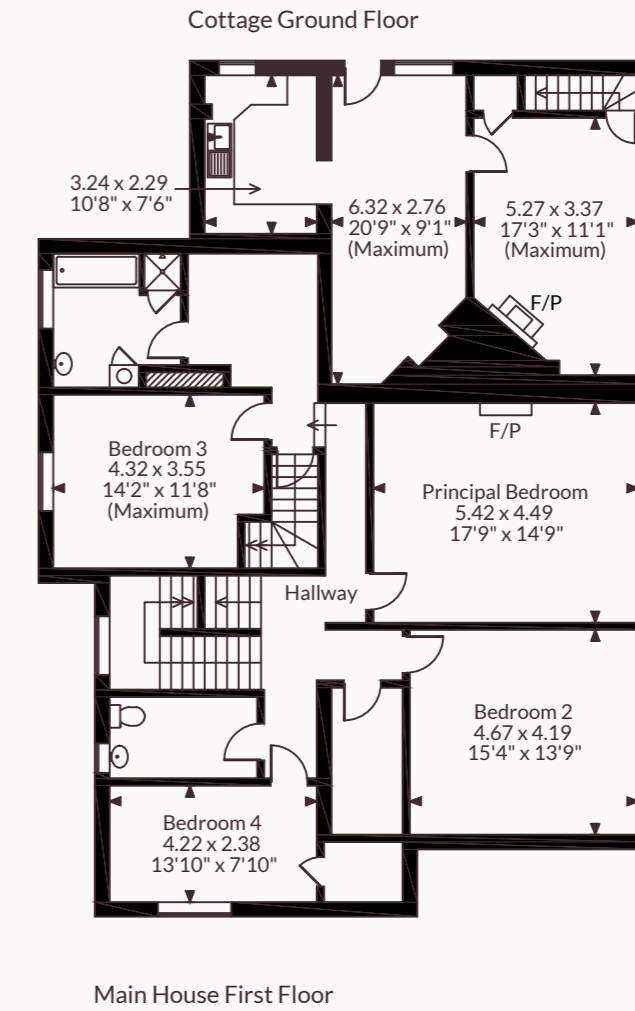 Cottage Ground Floor
3.24 x 2.29
10'8" x 7'6"
6.32 x 2.76
20'9" x 9'1"
(Maximum)
5.27 x 3.37
17'3" x 11'1"
(Maximum)
F/P
F/P
Bedroom 3
4.32 x 3.55
14'2" x 11'8"
(Maximum)
Principal Bedroom
5.42 x 4.49
17'9" x 14'9"
Hallway
Bedroom 2
4.67 x 4.19
15'4" x 13'9"
Bedroom 4
4.22 x 2.38
13'10" x 7'10"
Main House First Floor